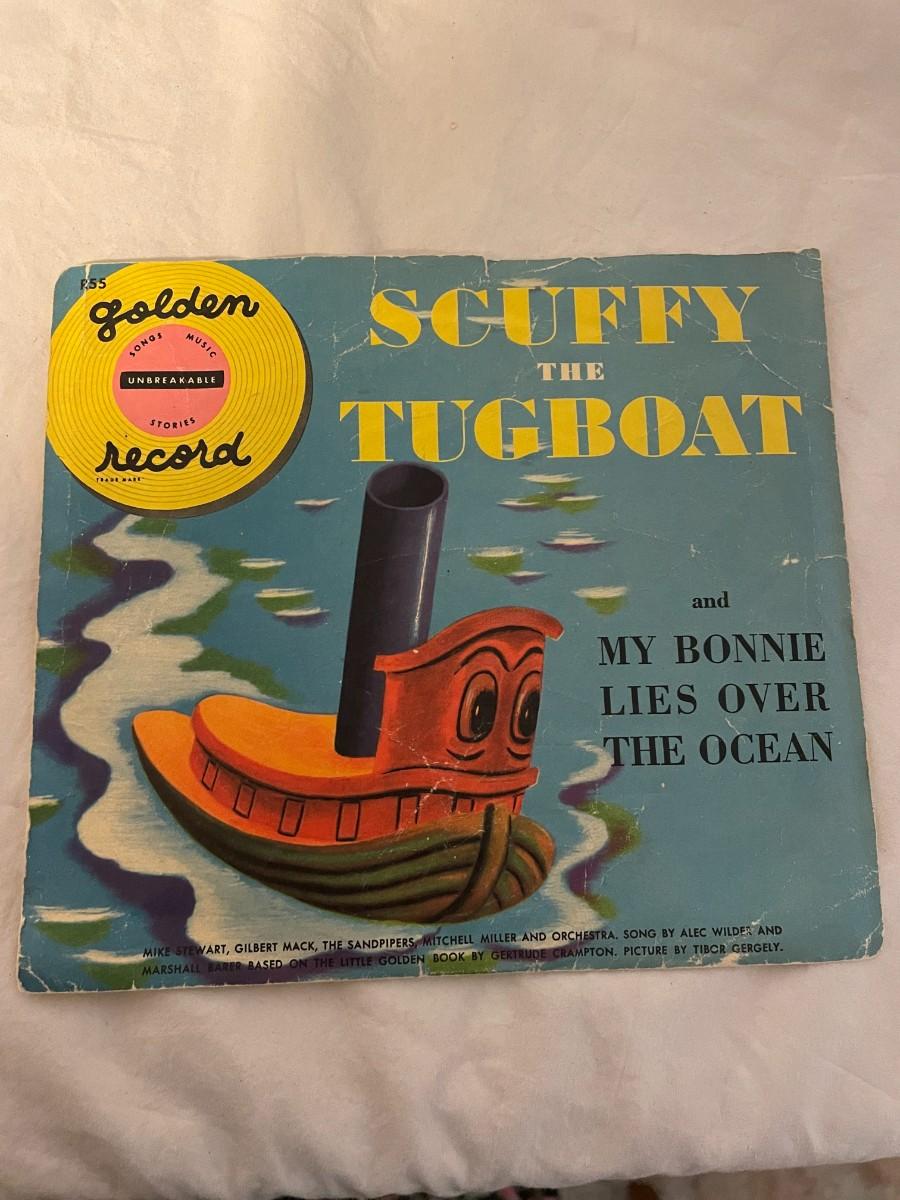 R55
golden
SONGS MUSIC
UNBREAKABLE
STORIES
record
TRADE MARK
SCUFFY
THE
TUGBOAT
and
MY BONNIE
LIES OVER
THE OCEAN
MIKE STEWART, GILBERT MACK, THE SANDPIPERS, MITCHELL MILLER AND ORCHESTRA. SONG BY ALEC WILDER AND
MARSHALL BARER BASED ON THE LITTLE GOLDEN BOOK BY GERTRUDE CRAMPTON. PICTURE BY TIBOR GERGELY.